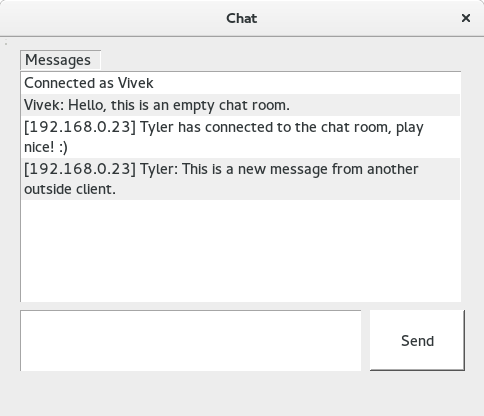 Chat
×
Messages
Connected as Vivek
Vivek: Hello, this is an empty chat room.
[192.168.0.23] Tyler has connected to the chat room, play
nice! :)
[192.168.0.23] Tyler: This is a new message from another
outside client.
Send